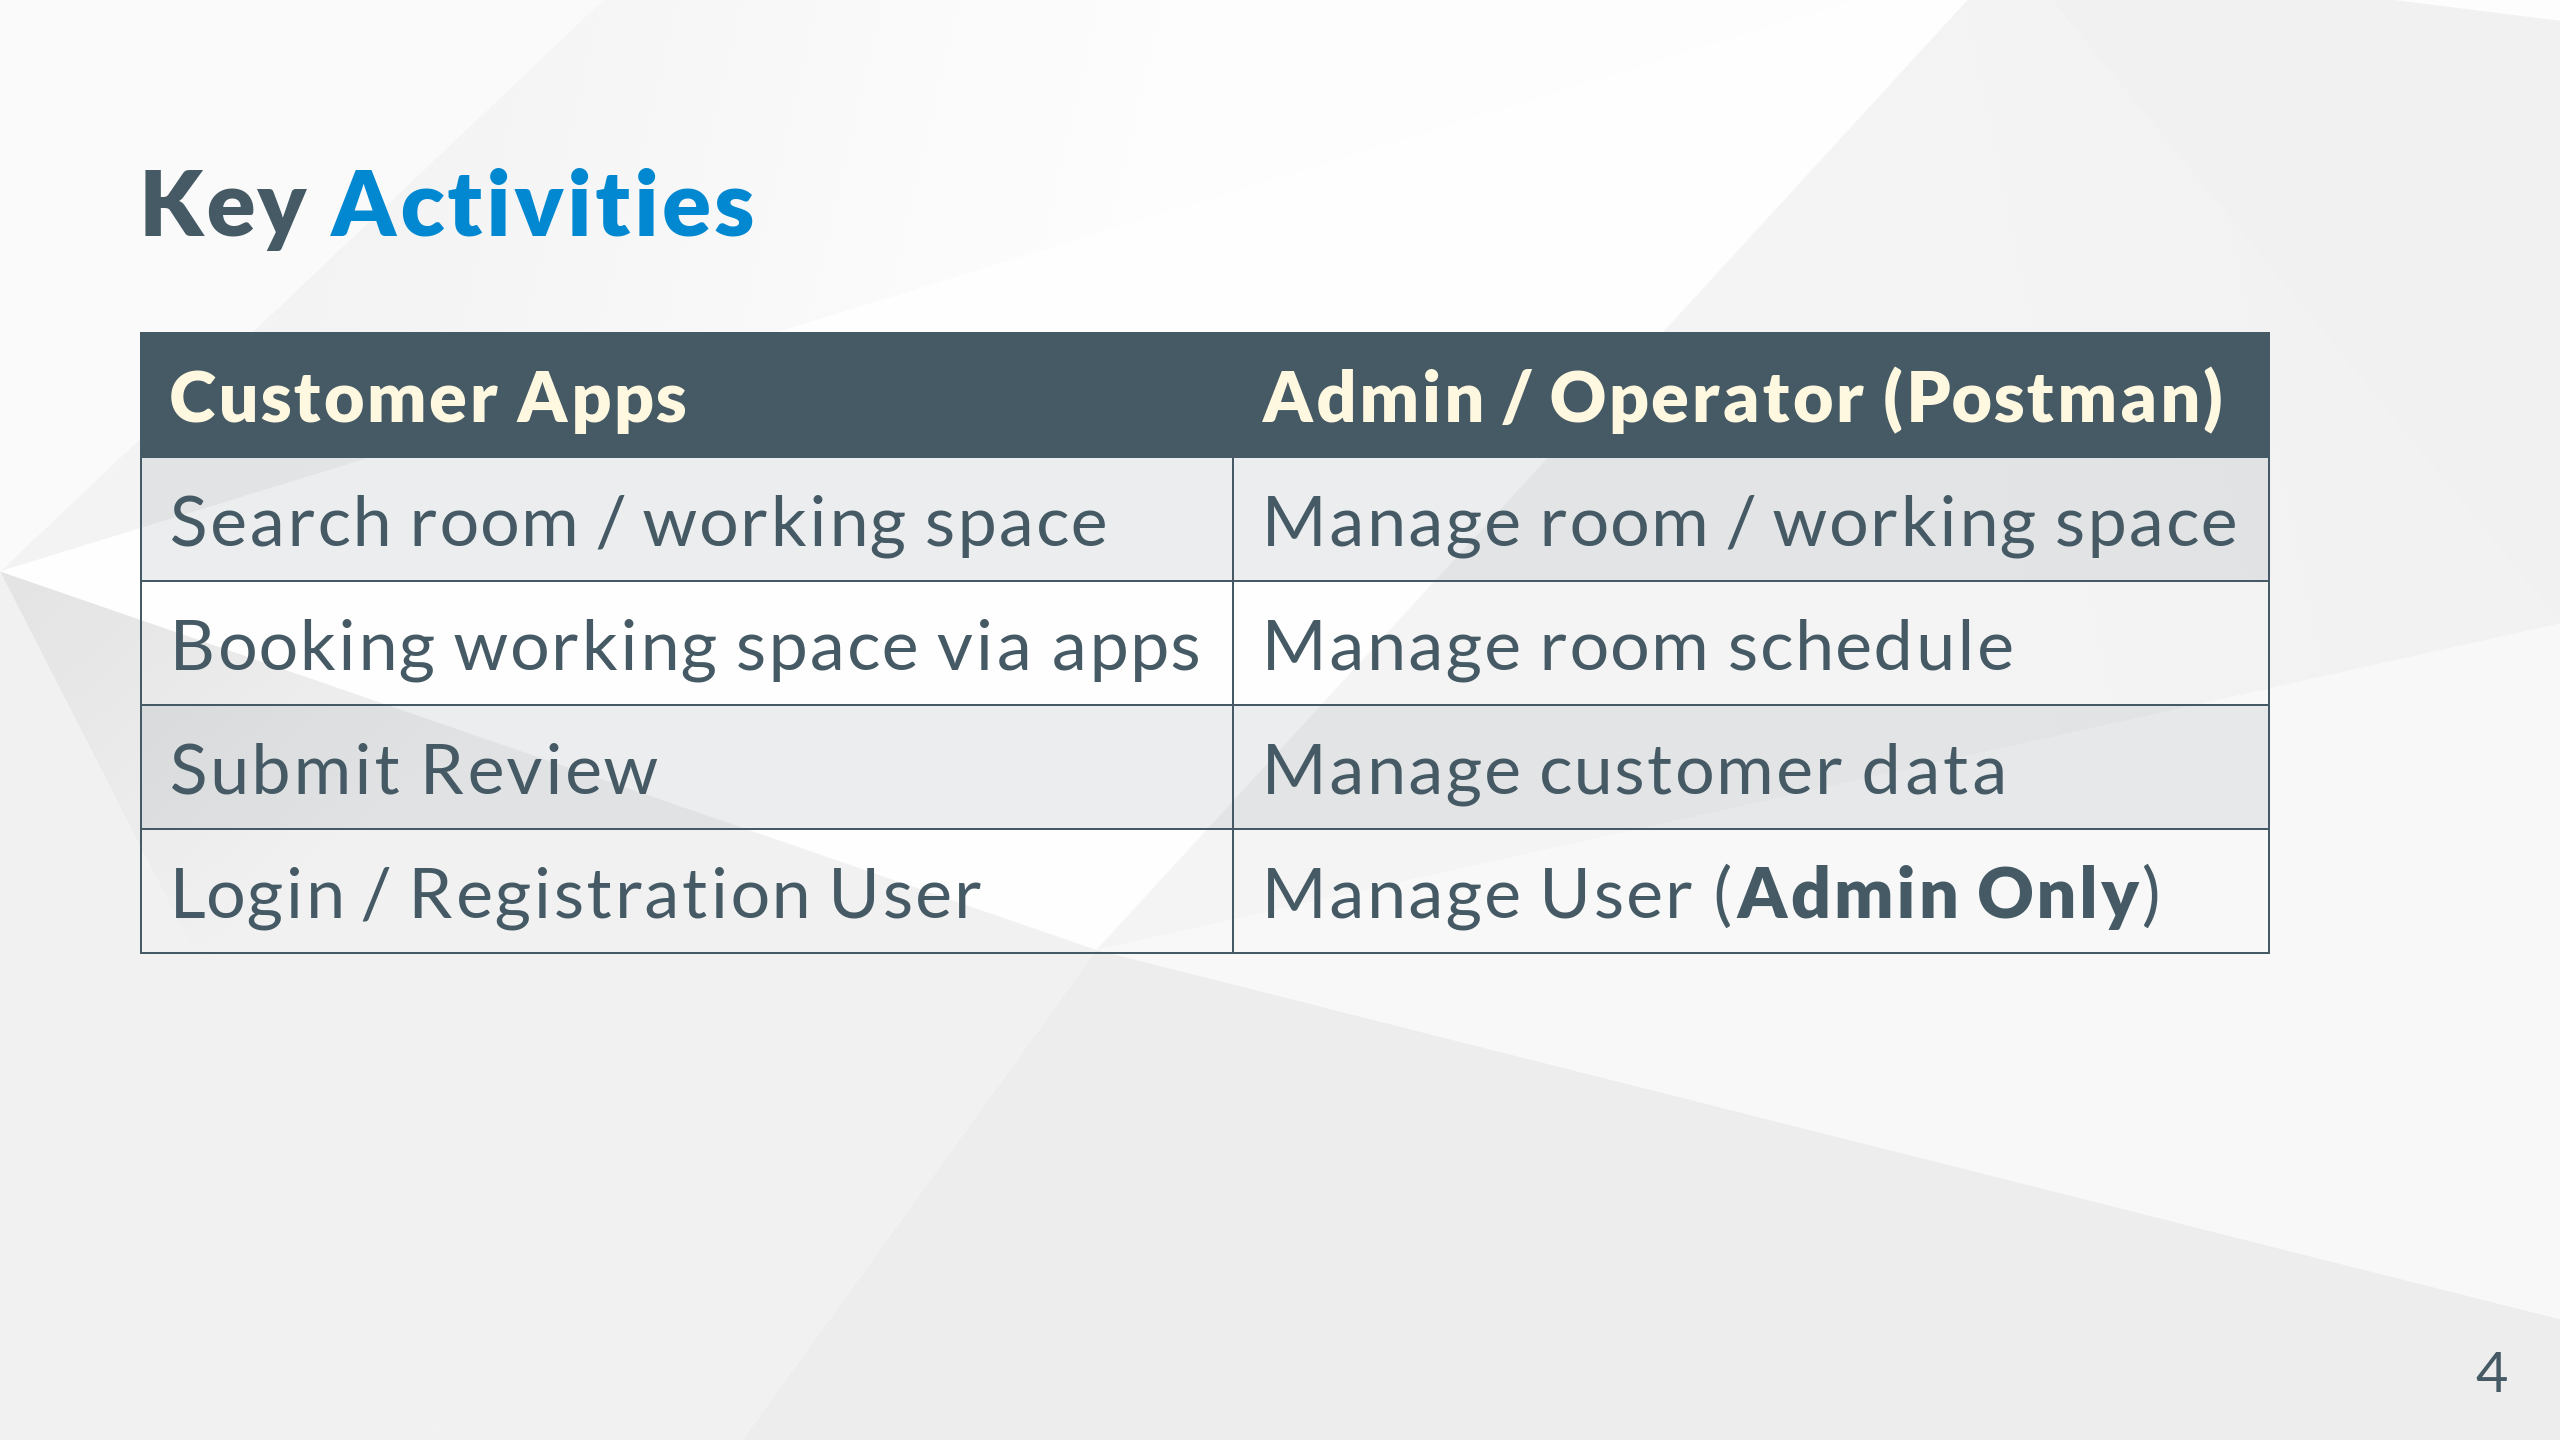 Key Activities
Customer Apps Admin / Operator (Postman)
Search room / working space Manage room / working space
Booking working space via apps Manage room schedule
Submit Review Manage customer data
Login / Registration User Manage User (Admin Only)
4